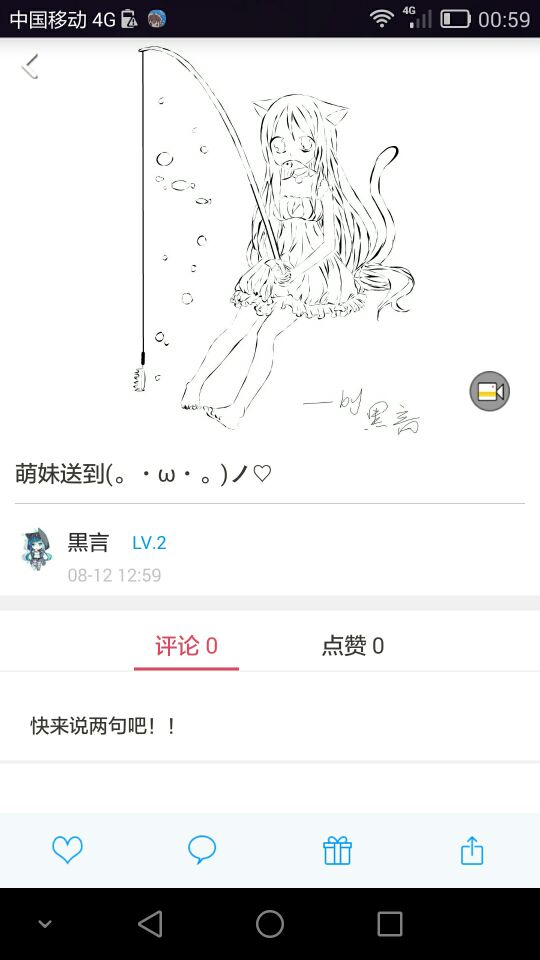 中国移动 4G
4G
00:59
—by
黑言
萌妹送到(。・ω・。)ノ♡
黑言 LV.2
08-12 12:59
评论 0 点赞 0
快来说两句吧！！